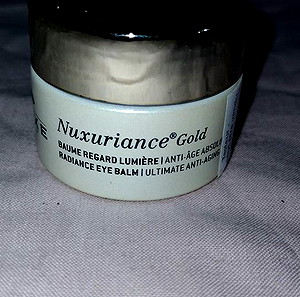 Nuxuriance® Gold
BAUME REGARD LUMIÈRE | ANTI-ÂGE ABSOLU
RADIANCE EYE BALM | ULTIMATE ANTI-AGING